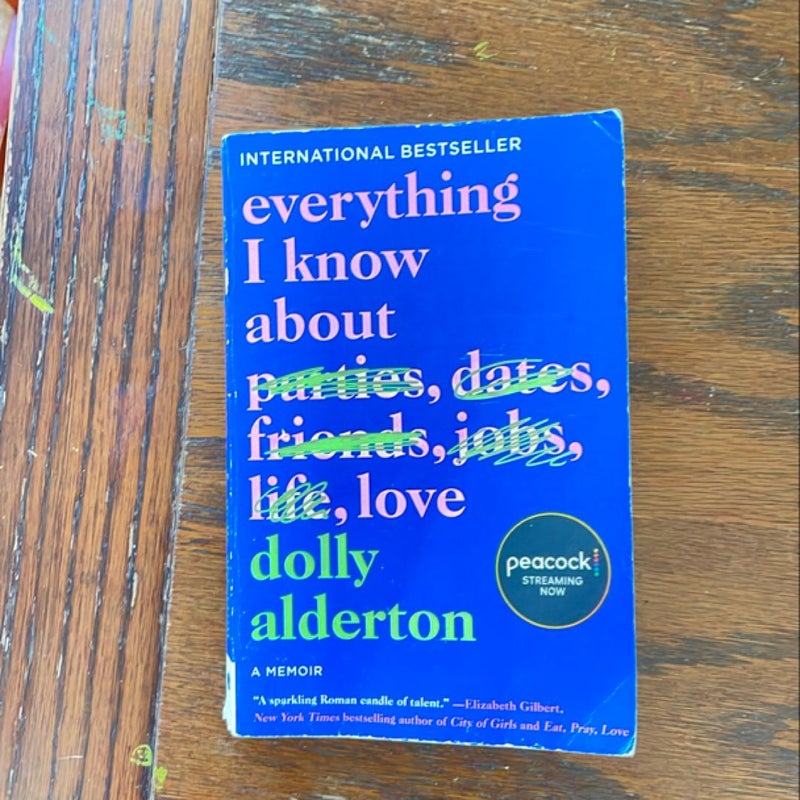 INTERNATIONAL BESTSELLER
everything
I know
about
parties, dates,
friends, jobs,
life, love
dolly
alderton
peacock
STREAMING
NOW
A MEMOIR
"A sparkling Roman candle of talent." —Elizabeth Gilbert,
New York Times bestselling author of City of Girls and Eat, Pray, Love